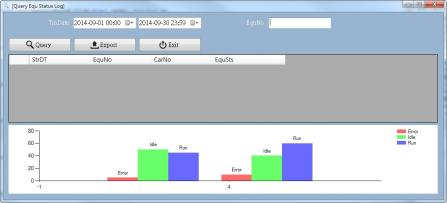 [Query Equ Status Log]
TrnDate 2014-09-01 00:00 2014-09-30 23:59 EquNo
Query Export Exit
StrDT EquNo CarNo EquSts
80
60
40
20
0
-1 4
Error Idle Run Error Idle Run
Error
Idle
Run